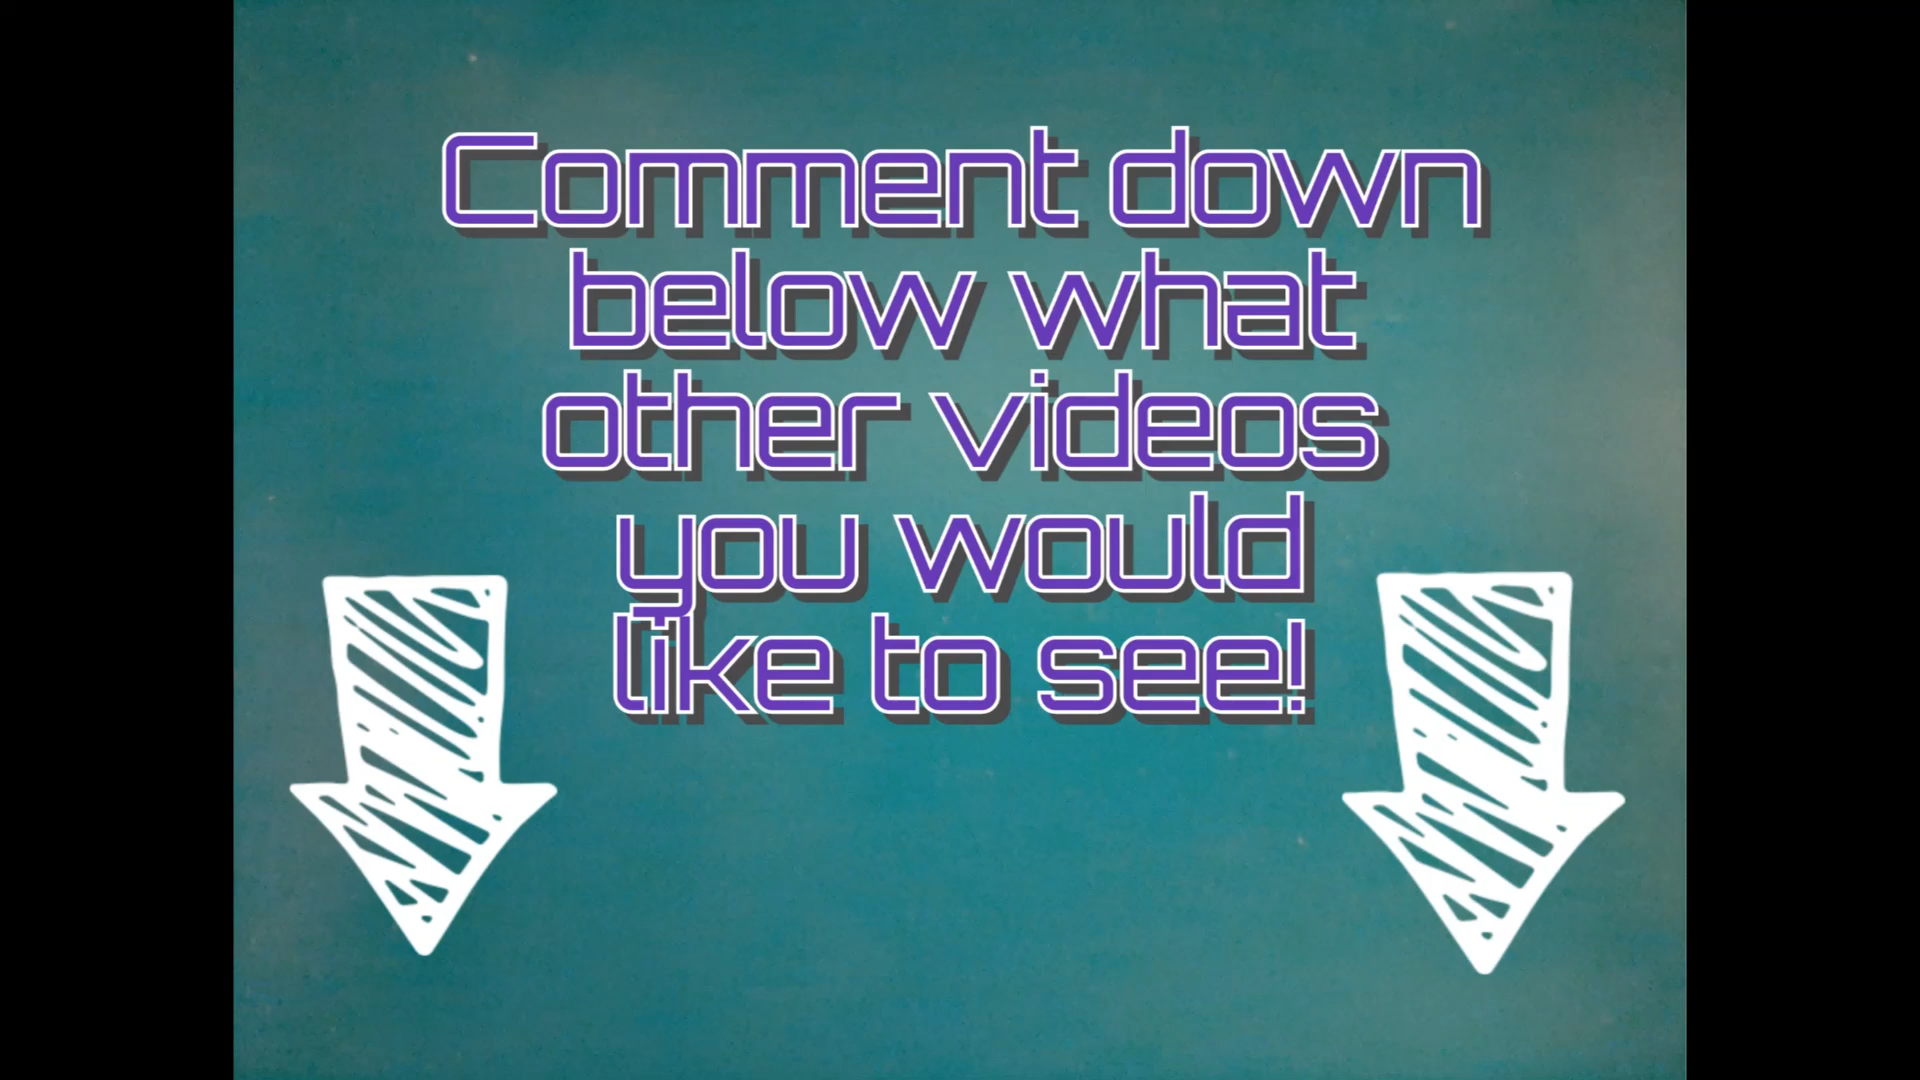 Comment down
below what
other videos
you would
like to see!